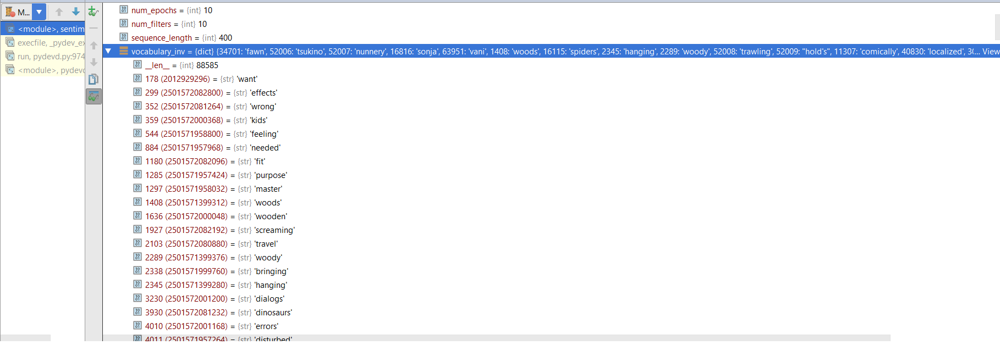 M...
<module>, sentim
execfile, _pydev_ex
run, pydevd.py:974
<module>, pydevd
num_epochs = {int} 10
num_filters = {int} 10
sequence_length = {int} 400
vocabulary_inv = {dict} {34701: 'fawn', 52006: 'tsukino', 52007: 'nunnery', 16816: 'sonja', 63951: 'vani', 1408: 'woods', 16115: 'spiders', 2345: 'hanging', 2289: 'woody', 52008: 'trawling', 52009: "hold's", 11307: 'comically', 40830: 'localized', 30... View
__len__ = {int} 88585
178 (2012929296) = {str} 'want'
299 (2501572082800) = {str} 'effects'
352 (2501572081264) = {str} 'wrong'
359 (2501572000368) = {str} 'kids'
544 (2501571958800) = {str} 'feeling'
884 (2501571957968) = {str} 'needed'
1180 (2501572082096) = {str} 'fit'
1285 (2501571957424) = {str} 'purpose'
1297 (2501571958032) = {str} 'master'
1408 (2501571399312) = {str} 'woods'
1636 (2501572000048) = {str} 'wooden'
1927 (2501572082192) = {str} 'screaming'
2103 (2501572080880) = {str} 'travel'
2289 (2501571399376) = {str} 'woody'
2338 (2501571999760) = {str} 'bringing'
2345 (2501571399280) = {str} 'hanging'
3230 (2501572001200) = {str} 'dialogs'
3930 (2501572081232) = {str} 'dinosaurs'
4010 (2501572001168) = {str} 'errors'
4011 (2501571957264) = {str} 'disturbed'